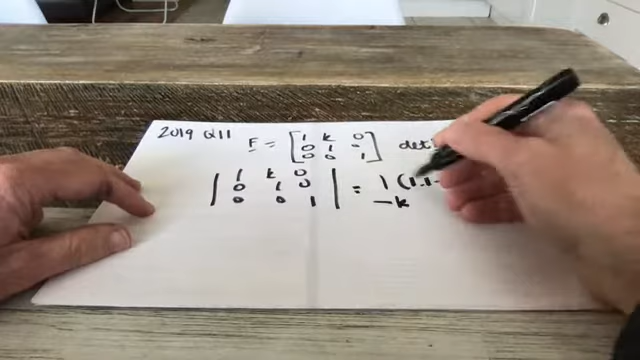 2019 Q11
F = [1 k 0 det
0 1 0
0 0 1]
| 1 k 0 | = 1 (1.1-
0 1 0 -k
0 0 1